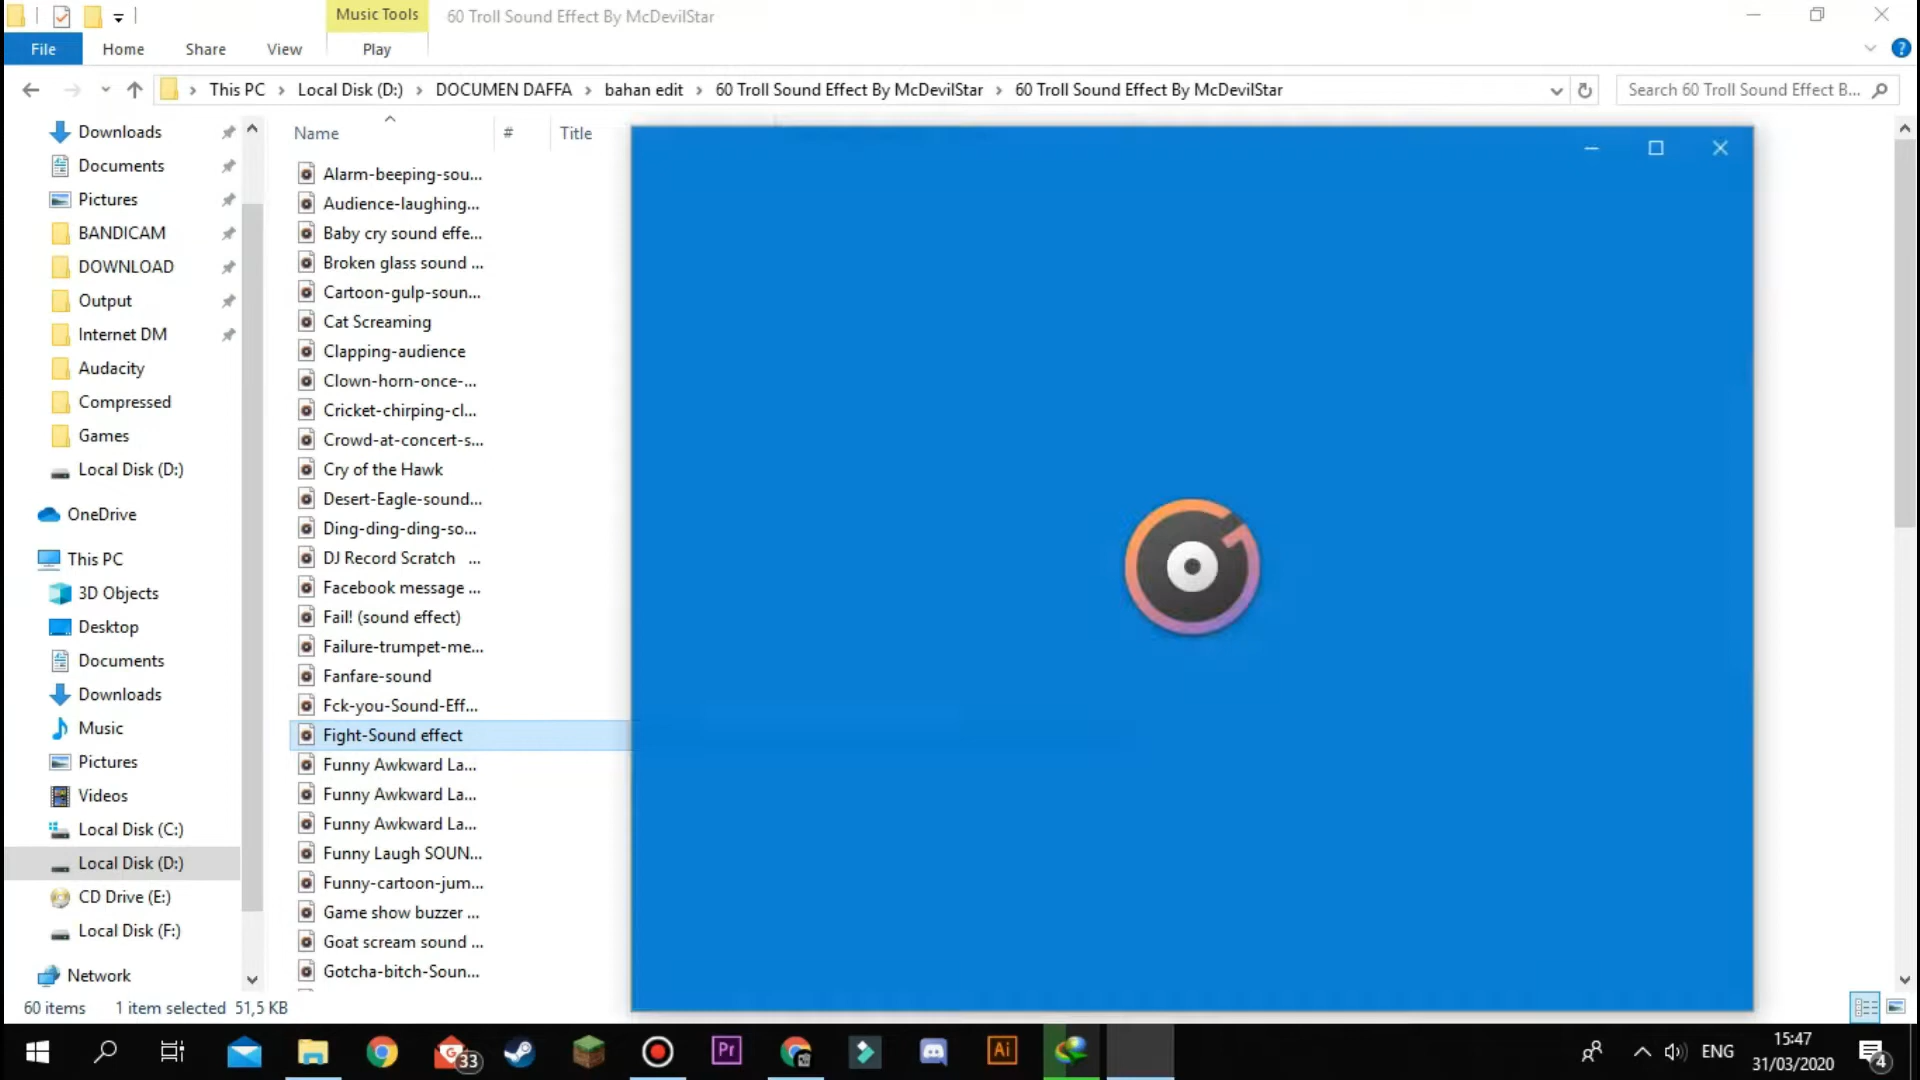 Music Tools
60 Troll Sound Effect By McDevilStar
File
Home
Share
View
Play
This PC
Local Disk (D:)
DOCUMEN DAFFA
bahan edit
60 Troll Sound Effect By McDevilStar
60 Troll Sound Effect By McDevilStar
Search 60 Troll Sound Effect B...
Downloads
Documents
Pictures
BANDICAM
DOWNLOAD
Output
Internet DM
Audacity
Compressed
Games
Local Disk (D:)
OneDrive
This PC
3D Objects
Desktop
Documents
Downloads
Music
Pictures
Videos
Local Disk (C:)
Local Disk (D:)
CD Drive (E:)
Local Disk (F:)
Network
Name
#
Title
Alarm-beeping-sou...
Audience-laughing...
Baby cry sound effe...
Broken glass sound ...
Cartoon-gulp-soun...
Cat Screaming
Clapping-audience
Clown-horn-once-...
Cricket-chirping-cl...
Crowd-at-concert-s...
Cry of the Hawk
Desert-Eagle-sound...
Ding-ding-ding-so...
DJ Record Scratch ...
Facebook message ...
Fail! (sound effect)
Failure-trumpet-me...
Fanfare-sound
Fck-you-Sound-Eff...
Fight-Sound effect
Funny Awkward La...
Funny Awkward La...
Funny Awkward La...
Funny Laugh SOUN...
Funny-cartoon-jum...
Game show buzzer ...
Goat scream sound ...
Gotcha-bitch-Soun...
60 items
1 item selected 51,5 KB
33
Pr
Ai
ENG
15:47
31/03/2020
4